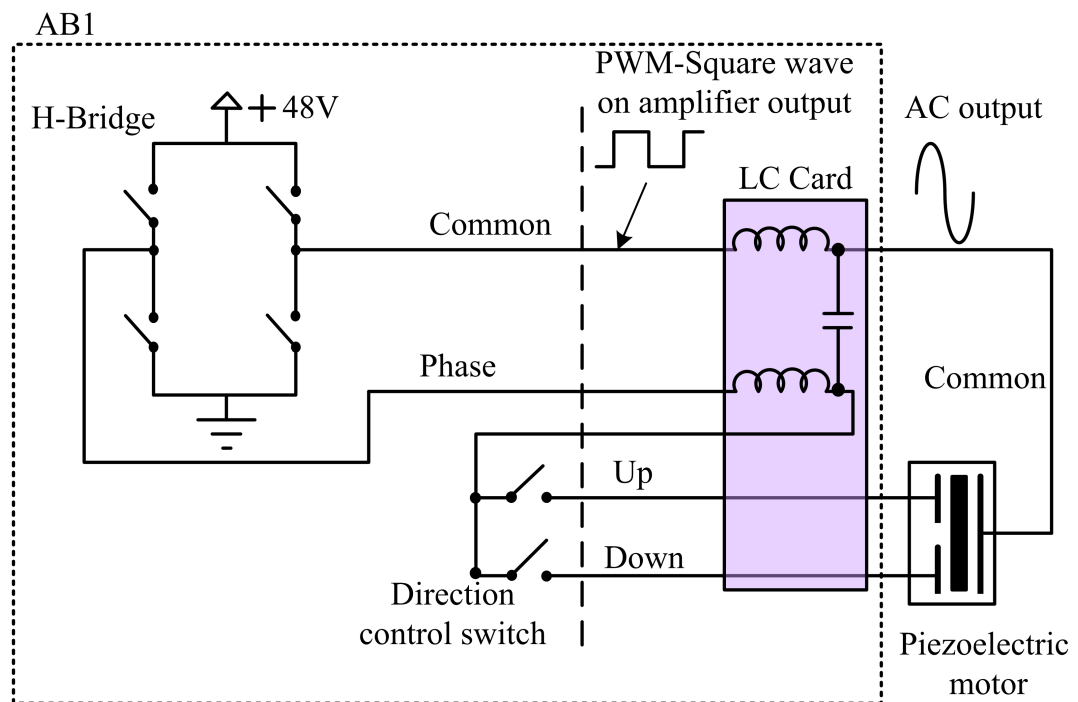 AB1
PWM-Square wave
on amplifier output
H-Bridge
+ 48V
AC output
LC Card
Common
Phase
Common
Up
Down
Direction
control switch
Piezoelectric
motor